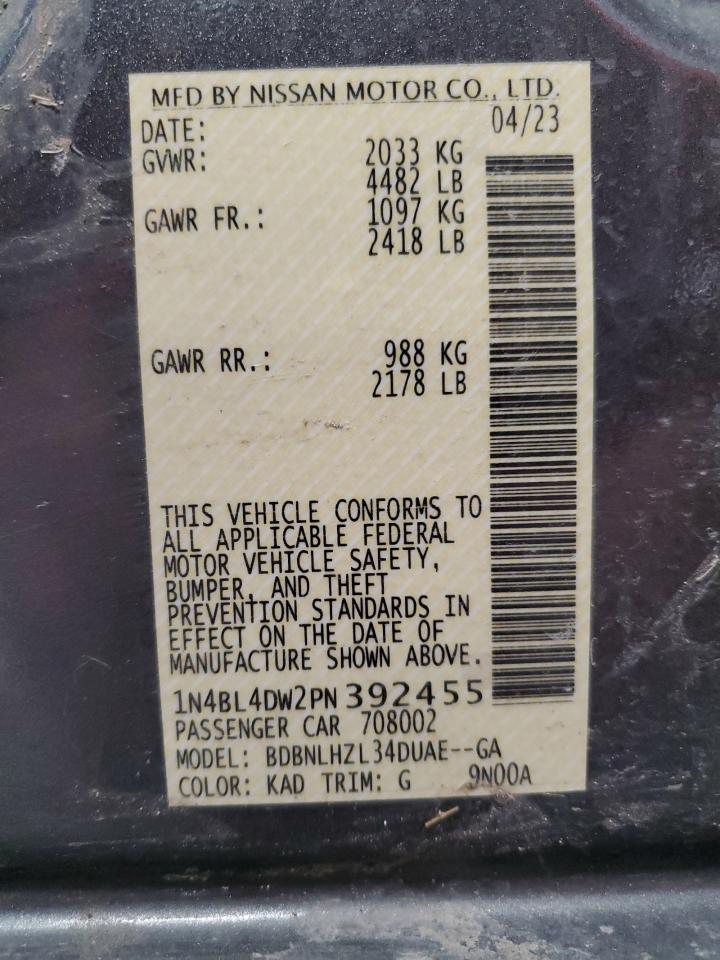 MFD BY NISSAN MOTOR CO., LTD.
DATE: 04/23
GVWR: 2033 KG
4482 LB
GAWR FR.: 1097 KG
2418 LB
GAWR RR.: 988 KG
2178 LB
THIS VEHICLE CONFORMS TO
ALL APPLICABLE FEDERAL
MOTOR VEHICLE SAFETY,
BUMPER, AND THEFT
PREVENTION STANDARDS IN
EFFECT ON THE DATE OF
MANUFACTURE SHOWN ABOVE.
1N4BL4DW2PN392455
PASSENGER CAR 708002
MODEL: BDBNLHZL34DUAE--GA
COLOR: KAD TRIM: G 9N00A